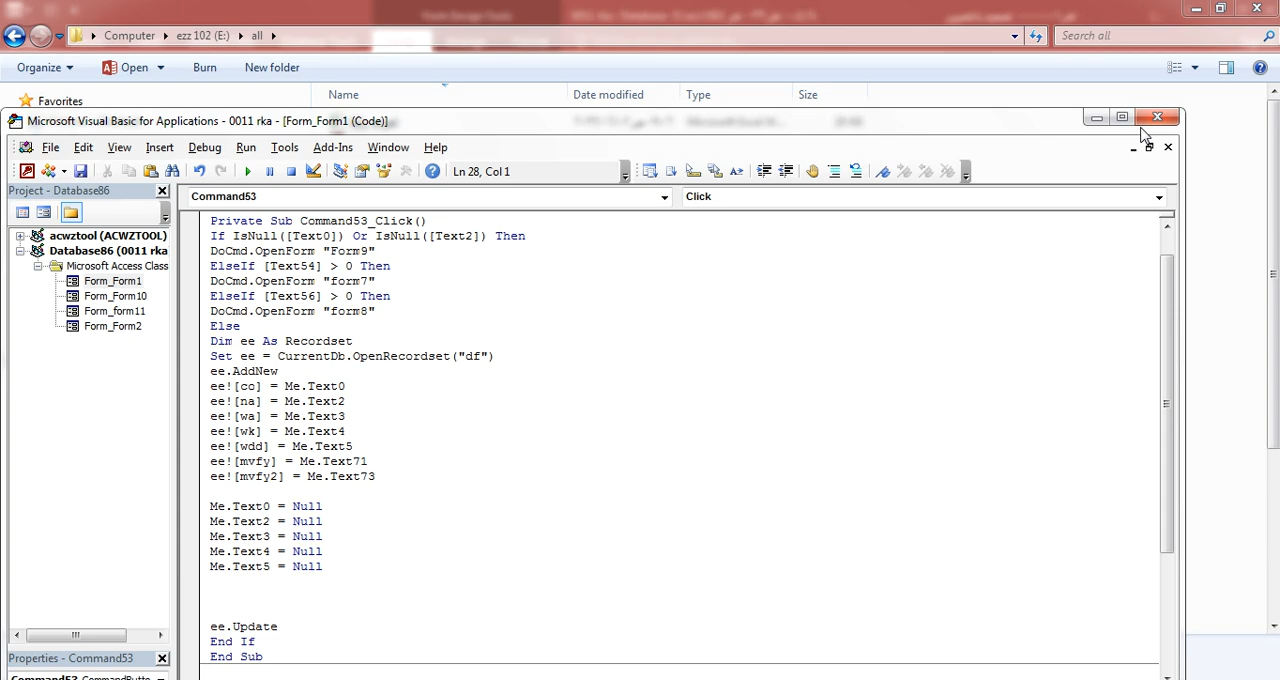 Computer
ezz 102 (E:)
all
Search all
Organize
Open
Burn
New folder
Favorites
Name
Date modified
Type
Size
Microsoft Visual Basic for Applications - 0011 rka - [Form_Form1 (Code)]
File Edit View Insert Debug Run Tools Add-Ins Window Help
Ln 28, Col 1
Project - Database86
acwztool (ACWZTOOL)
Database86 (0011 rka
Microsoft Access Class
Form_Form1
Form_Form10
Form_form11
Form_Form2
Properties - Command53
Command53
Click
Private Sub Command53_Click()
If IsNull([Text0]) Or IsNull([Text2]) Then
DoCmd.OpenForm "Form9"
ElseIf [Text54] > 0 Then
DoCmd.OpenForm "form7"
ElseIf [Text56] > 0 Then
DoCmd.OpenForm "form8"
Else
Dim ee As Recordset
Set ee = CurrentDb.OpenRecordset("df")
ee.AddNew
ee![co] = Me.Text0
ee![na] = Me.Text2
ee![wa] = Me.Text3
ee![wk] = Me.Text4
ee![wdd] = Me.Text5
ee![mvfy] = Me.Text71
ee![mvfy2] = Me.Text73
Me.Text0 = Null
Me.Text2 = Null
Me.Text3 = Null
Me.Text4 = Null
Me.Text5 = Null
ee.Update
End If
End Sub